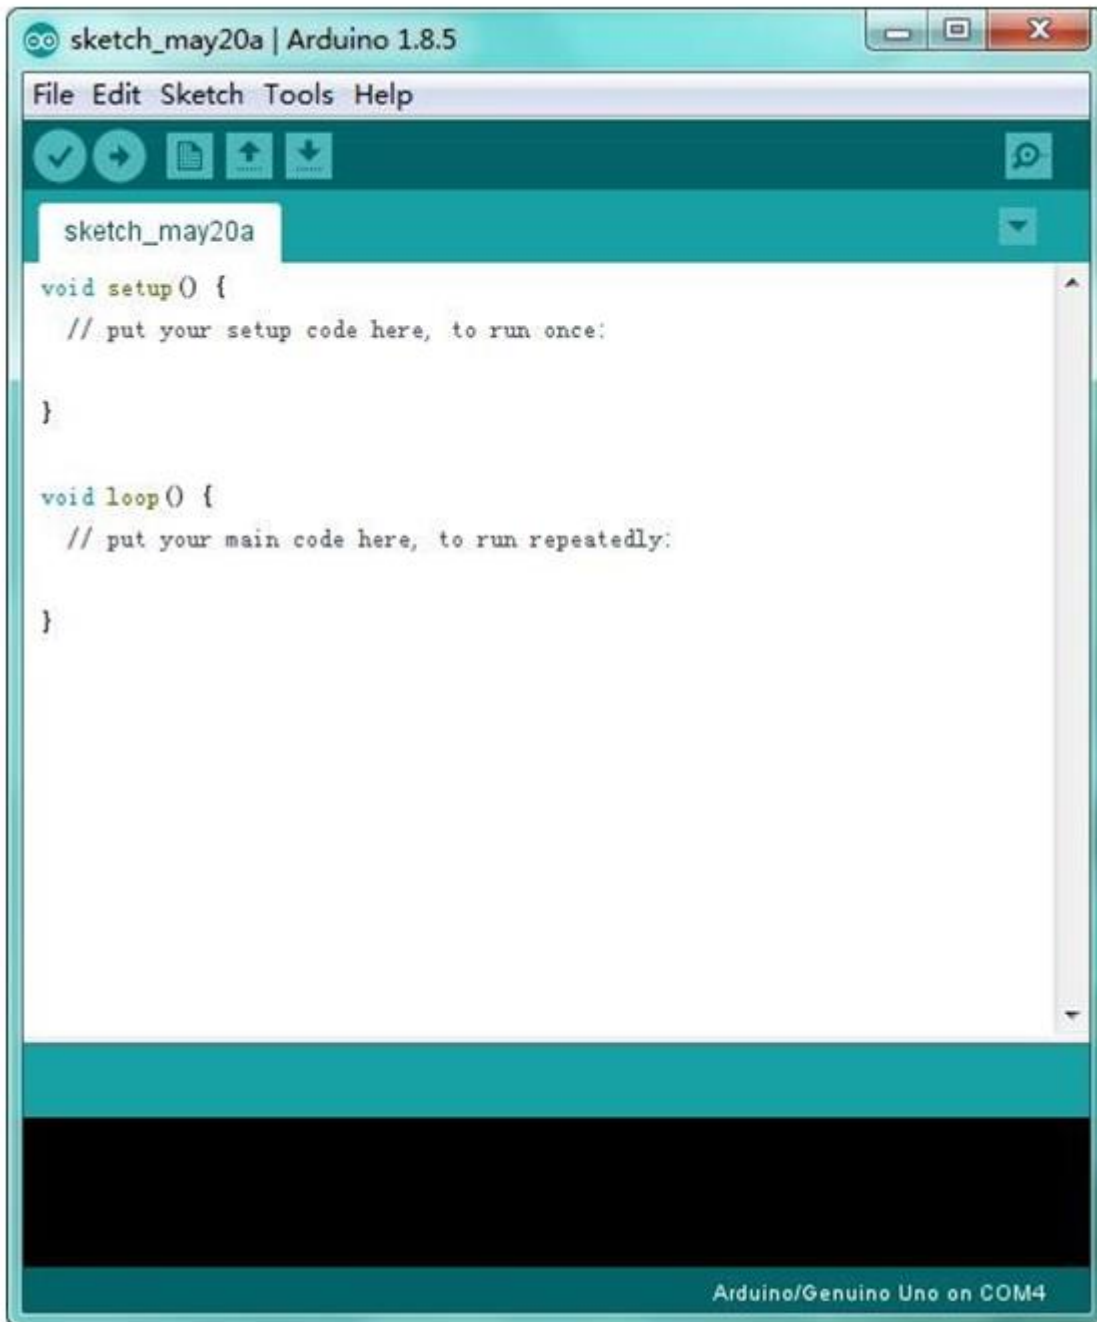 sketch_may20a | Arduino 1.8.5
File Edit Sketch Tools Help
sketch_may20a
void setup() {
  // put your setup code here, to run once:
}
void loop() {
  // put your main code here, to run repeatedly:
}
Arduino/Genuino Uno on COM4